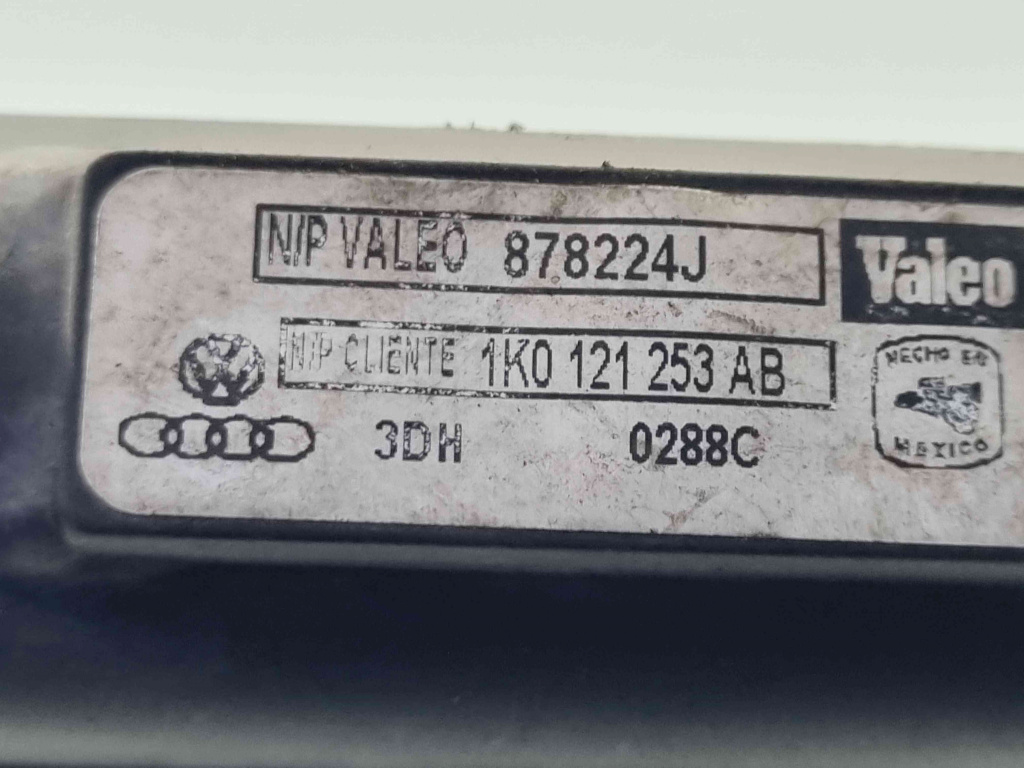 N/P VALEO 878224J
Valeo
N/P CLIENTE 1K0 121 253 AB
HECHO EN
MEXICO
3DH 0288C